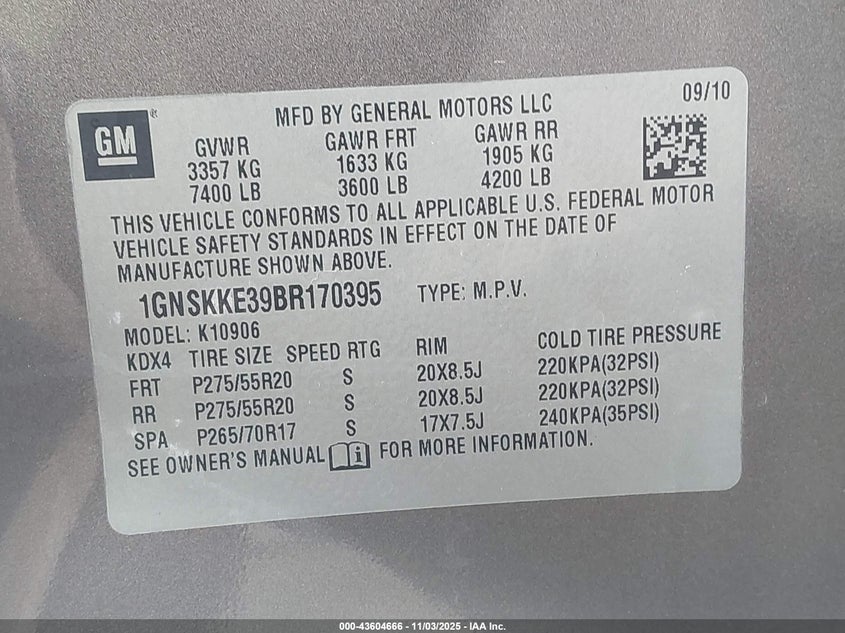 GM
MFD BY GENERAL MOTORS LLC 09/10
GVWR GAWR FRT GAWR RR
3357 KG 1633 KG 1905 KG
7400 LB 3600 LB 4200 LB
THIS VEHICLE CONFORMS TO ALL APPLICABLE U.S. FEDERAL MOTOR
VEHICLE SAFETY STANDARDS IN EFFECT ON THE DATE OF
MANUFACTURE SHOWN ABOVE.
1GNSKKE39BR170395 TYPE: M.P.V.
MODEL: K10906
KDX4 TIRE SIZE SPEED RTG RIM COLD TIRE PRESSURE
FRT P275/55R20 S 20X8.5J 220KPA(32PSI)
RR P275/55R20 S 20X8.5J 220KPA(32PSI)
SPA P265/70R17 S 17X7.5J 240KPA(35PSI)
SEE OWNER'S MANUAL i FOR MORE INFORMATION.
000-43604666 - 11/03/2025 - IAA Inc.